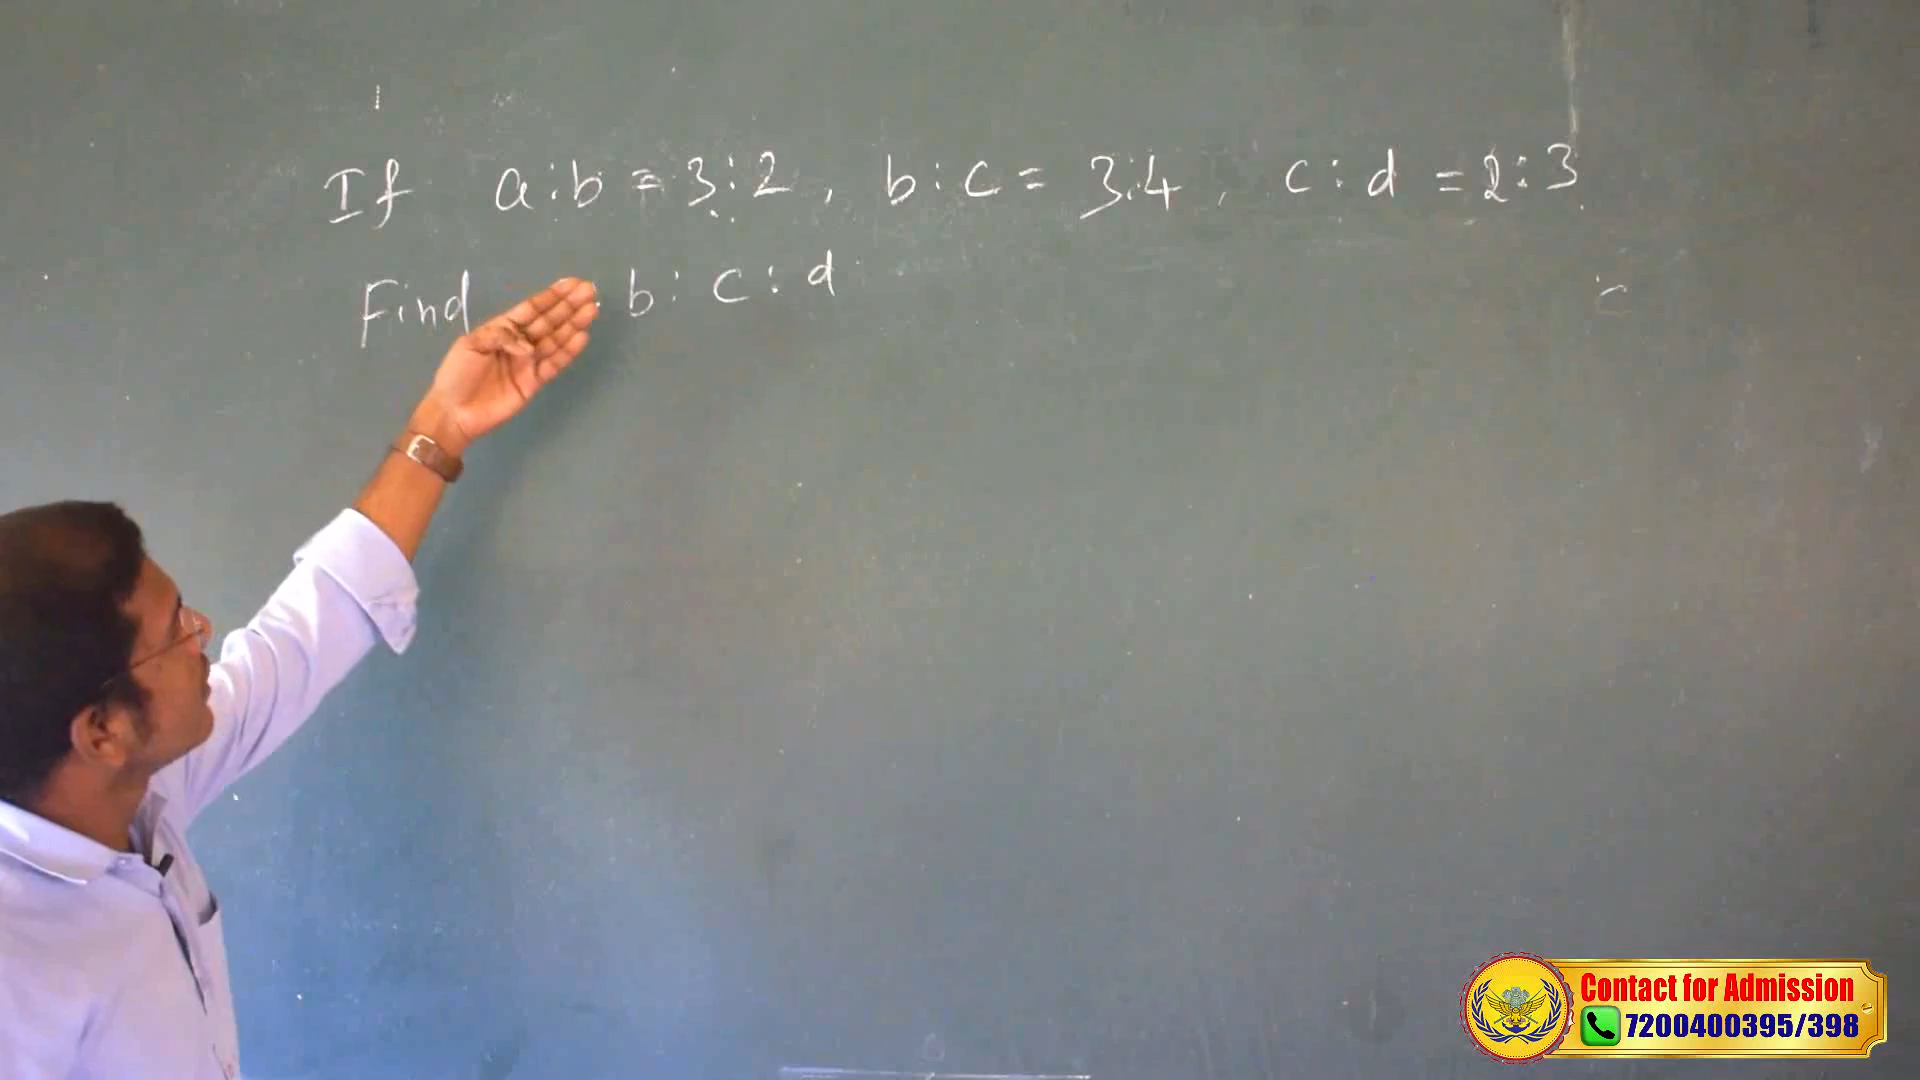 If a:b = 3:2, b:c = 3:4, c:d = 2:3
Find : b : c : d
Contact for Admission
7200400395/398